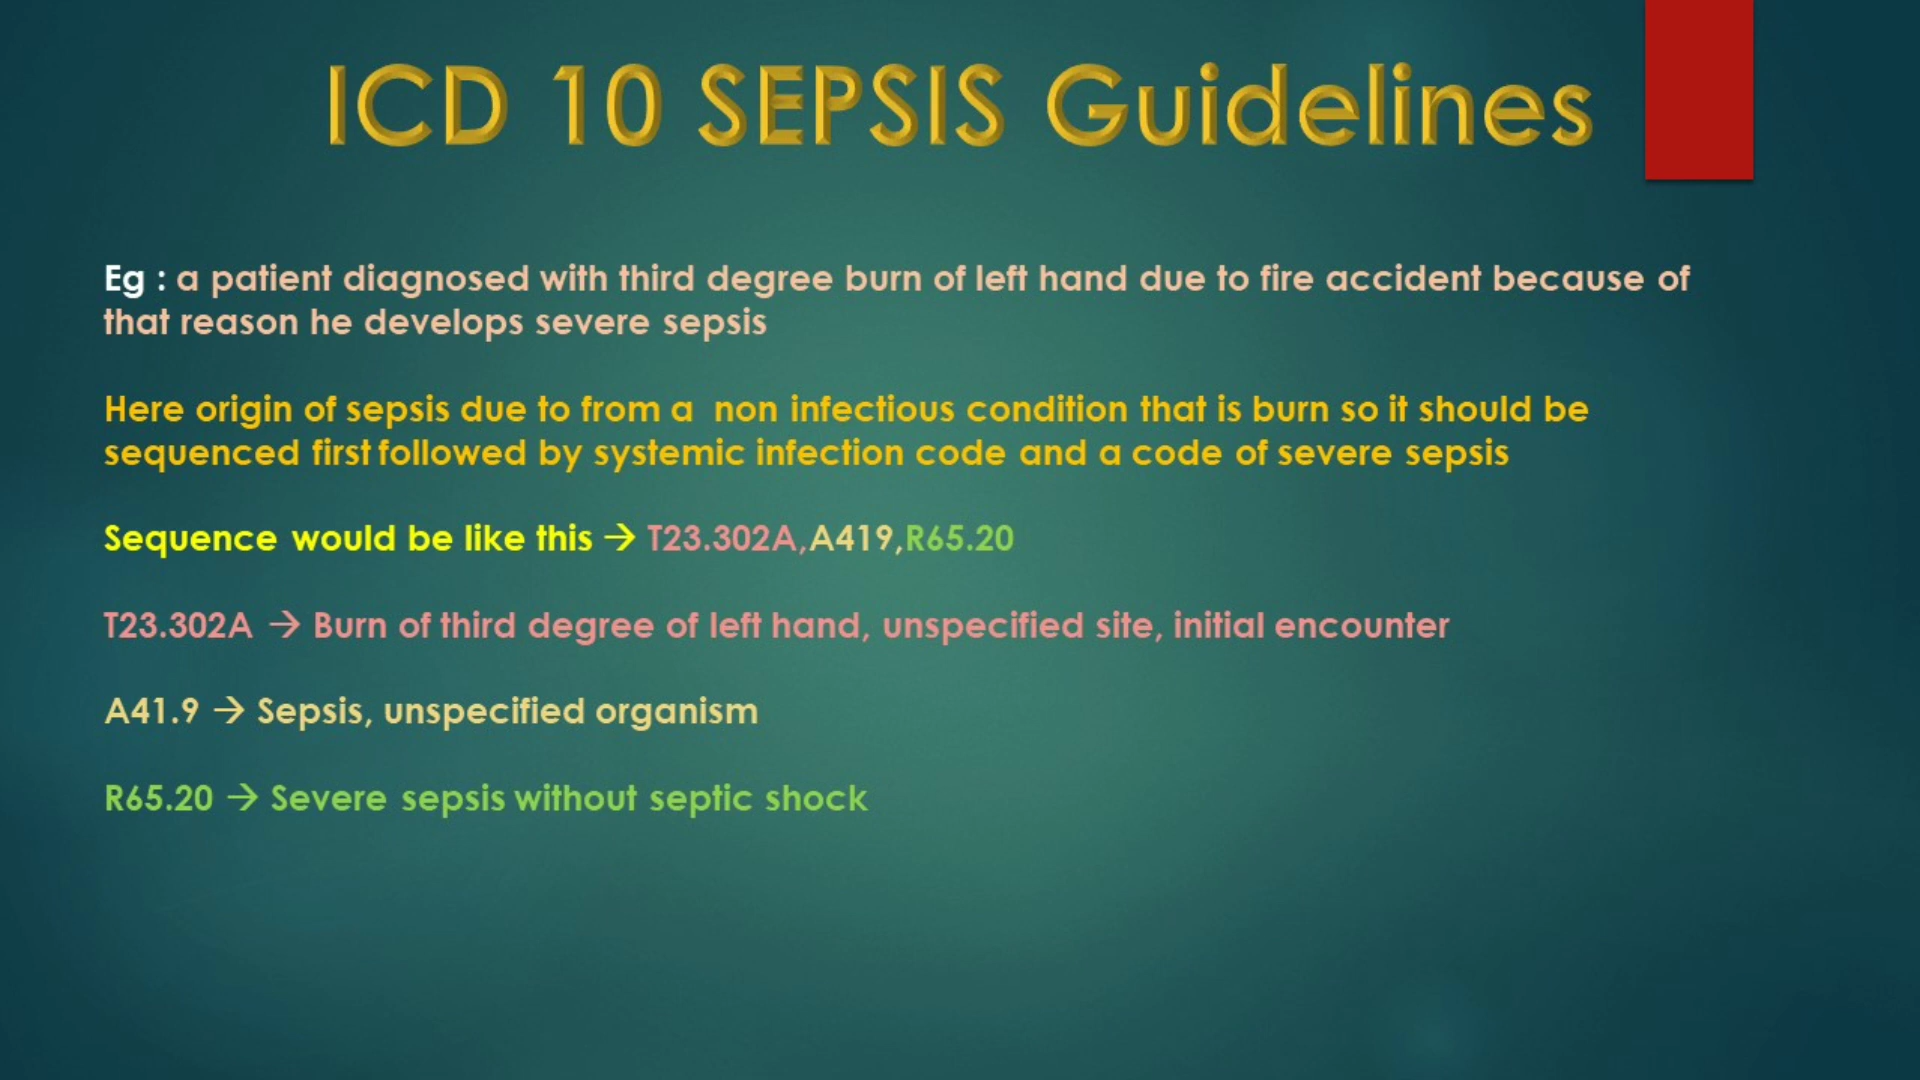 ICD 10 SEPSIS Guidelines
Eg : a patient diagnosed with third degree burn of left hand due to fire accident because of
that reason he develops severe sepsis
Here origin of sepsis due to from a non infectious condition that is burn so it should be
sequenced first followed by systemic infection code and a code of severe sepsis
Sequence would be like this → T23.302A,A419,R65.20
T23.302A → Burn of third degree of left hand, unspecified site, initial encounter
A41.9 → Sepsis, unspecified organism
R65.20 → Severe sepsis without septic shock